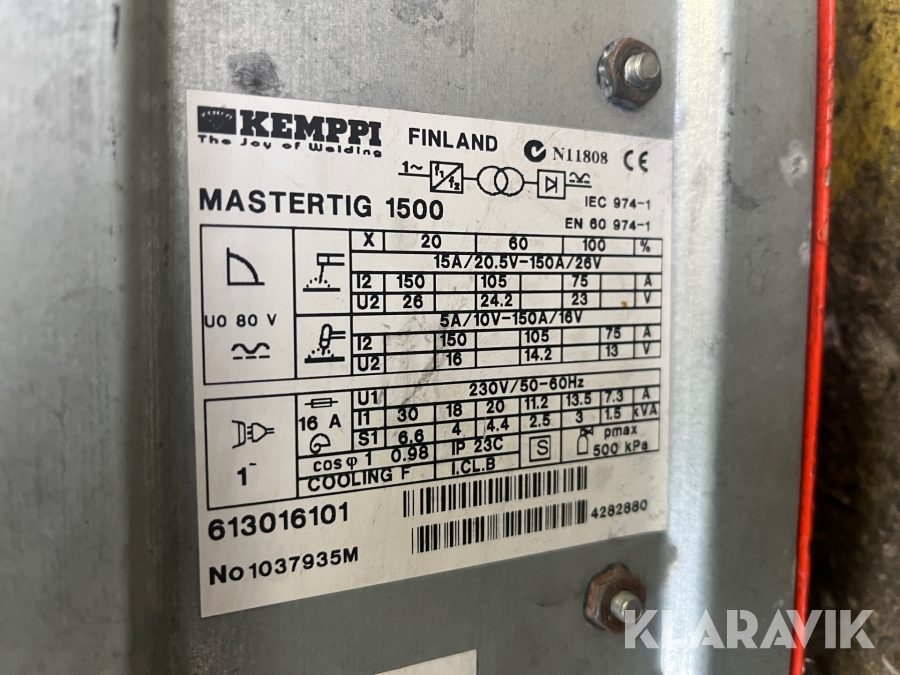 KEMPPI FINLAND N11808 CE
The Joy of Welding
1~ f1 f2
MASTERTIG 1500 IEC 974-1
EN 60 974-1
X 20 60 100 %
15A/20.5V-150A/26V
I2 150 105 75 A
U2 26 24.2 23 V
U0 80 V
5A/10V-150A/16V
I2 150 105 75 A
U2 16 14.2 13 V
U1 230V/50-60Hz
16 A
I1 30 18 20 11.2 13.5 7.3 A
S1 6.6 4 4.4 2.5 3 1.5 kVA
1~
cos φ 1 0.98 IP 23C S pmax
500 kPa
COOLING F I.CL.B
613016101
4282880
No 1037935M
KLARAVIK